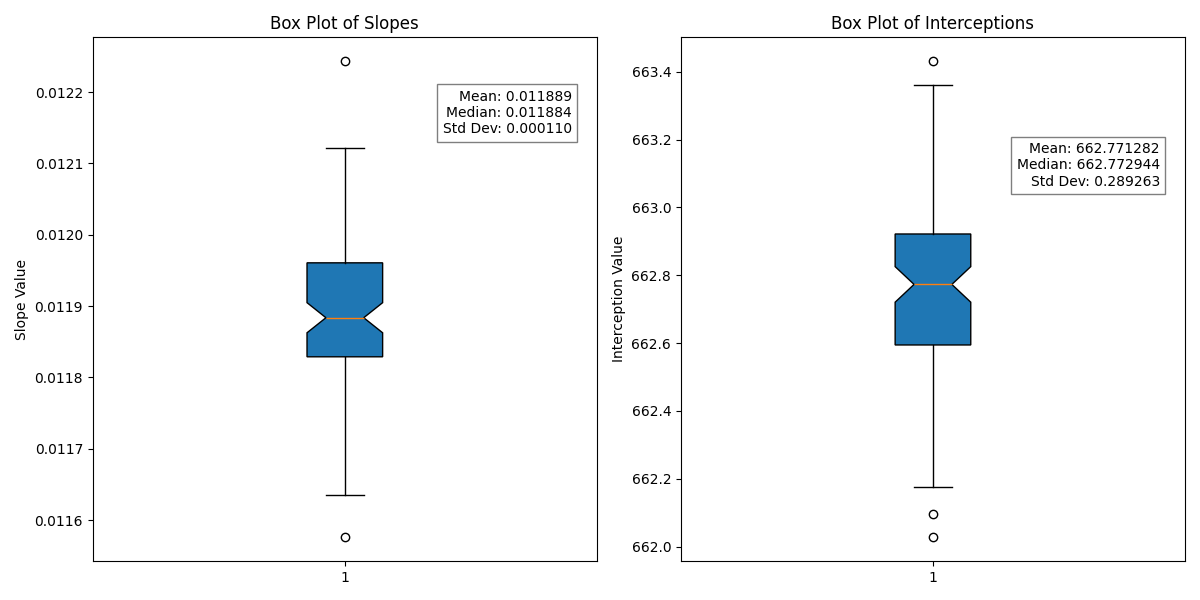 Box Plot of Slopes
0.0122
0.0121
0.0120
0.0119
0.0118
0.0117
0.0116
Slope Value
Mean: 0.011889
Median: 0.011884
Std Dev: 0.000110
1
Box Plot of Interceptions
663.4
663.2
663.0
662.8
662.6
662.4
662.2
662.0
Interception Value
Mean: 662.771282
Median: 662.772944
Std Dev: 0.289263
1